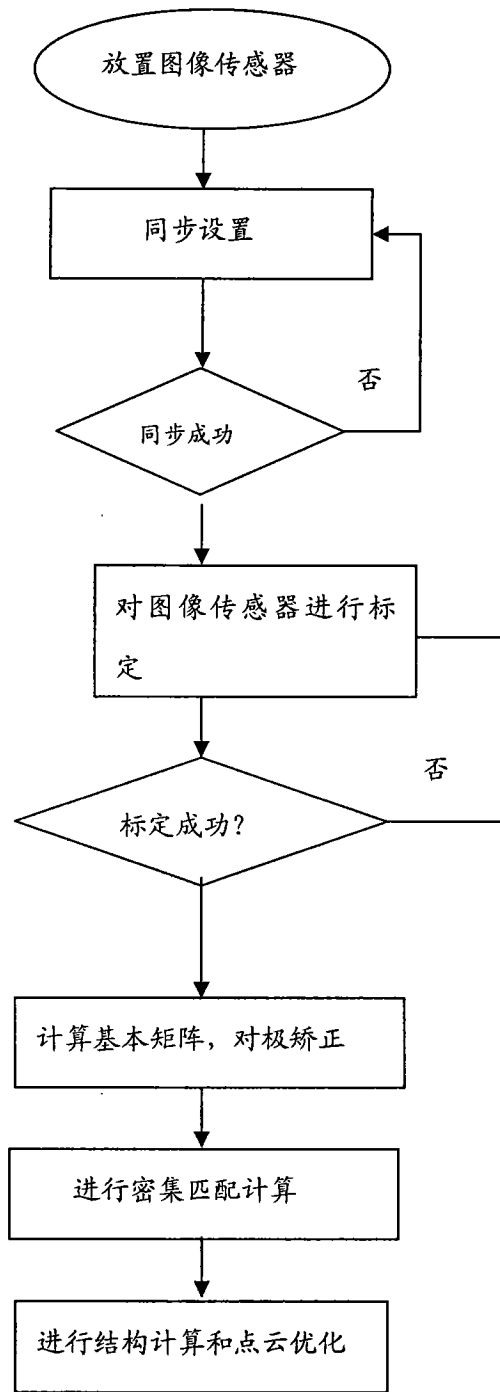 放置图像传感器
同步设置
否
同步成功
对图像传感器进行标
定
否
标定成功?
计算基本矩阵，对极矫正
进行密集匹配计算
进行结构计算和点云优化